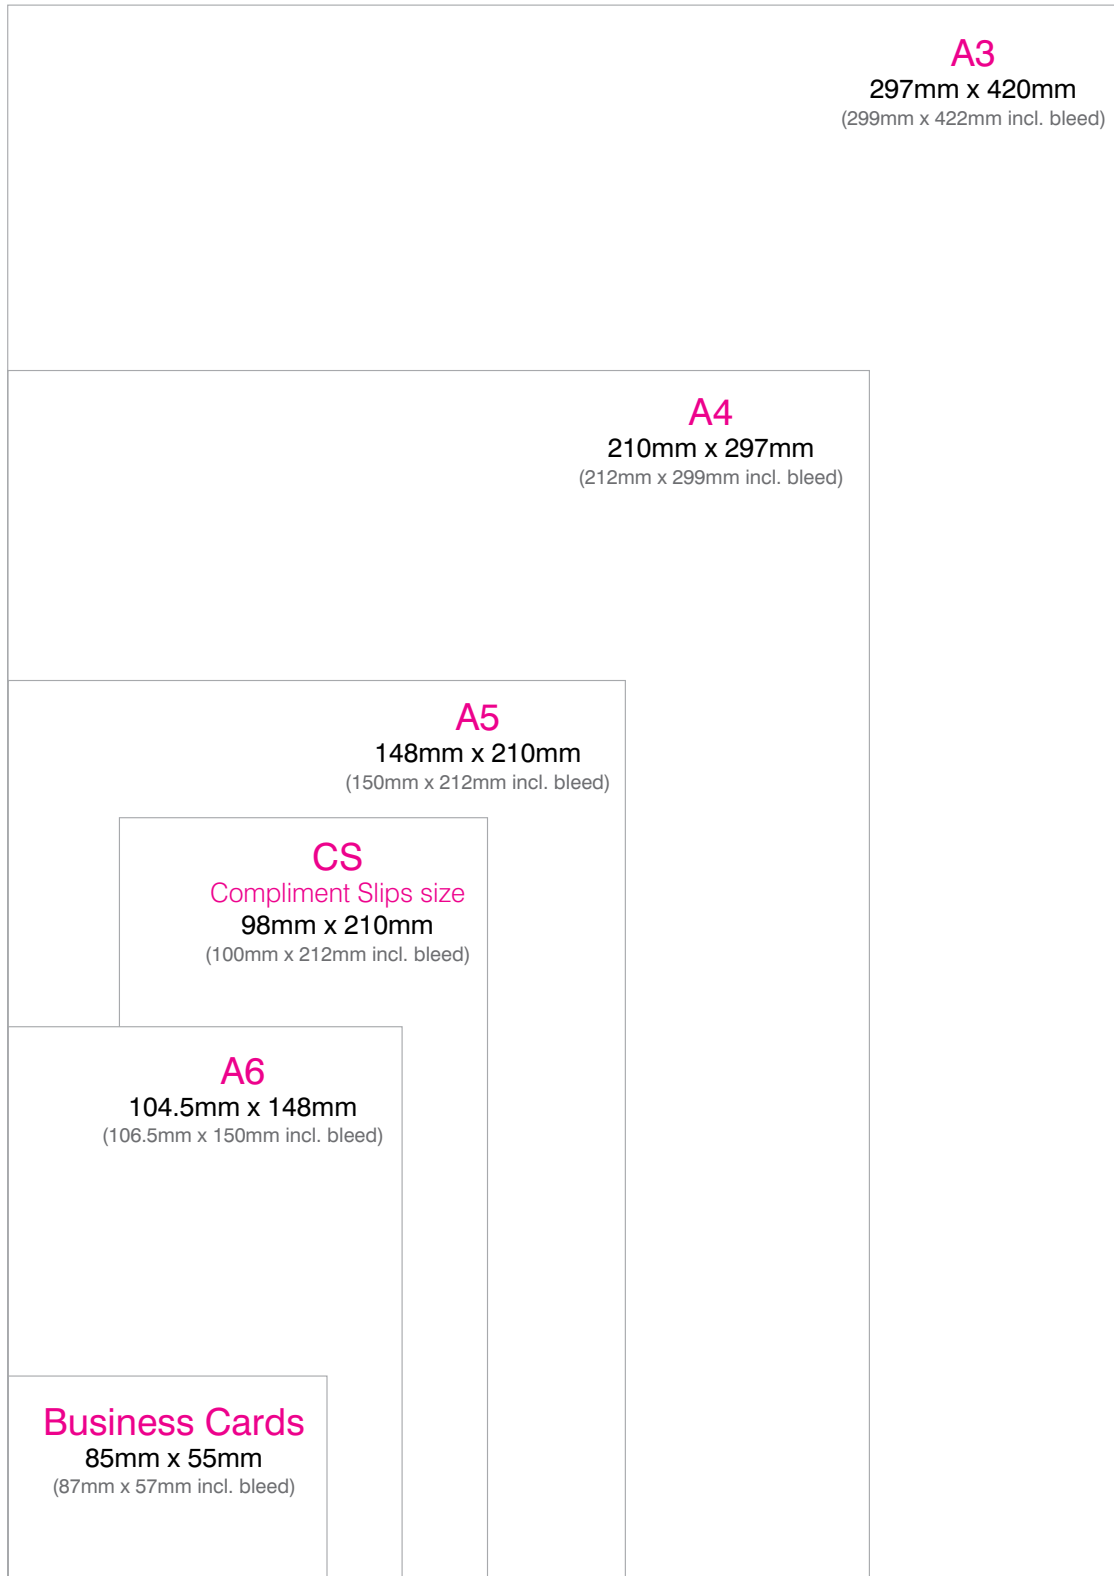 A3
297mm x 420mm
(299mm x 422mm incl. bleed)
A4
210mm x 297mm
(212mm x 299mm incl. bleed)
A5
148mm x 210mm
(150mm x 212mm incl. bleed)
CS
Compliment Slips size
98mm x 210mm
(100mm x 212mm incl. bleed)
A6
104.5mm x 148mm
(106.5mm x 150mm incl. bleed)
Business Cards
85mm x 55mm
(87mm x 57mm incl. bleed)